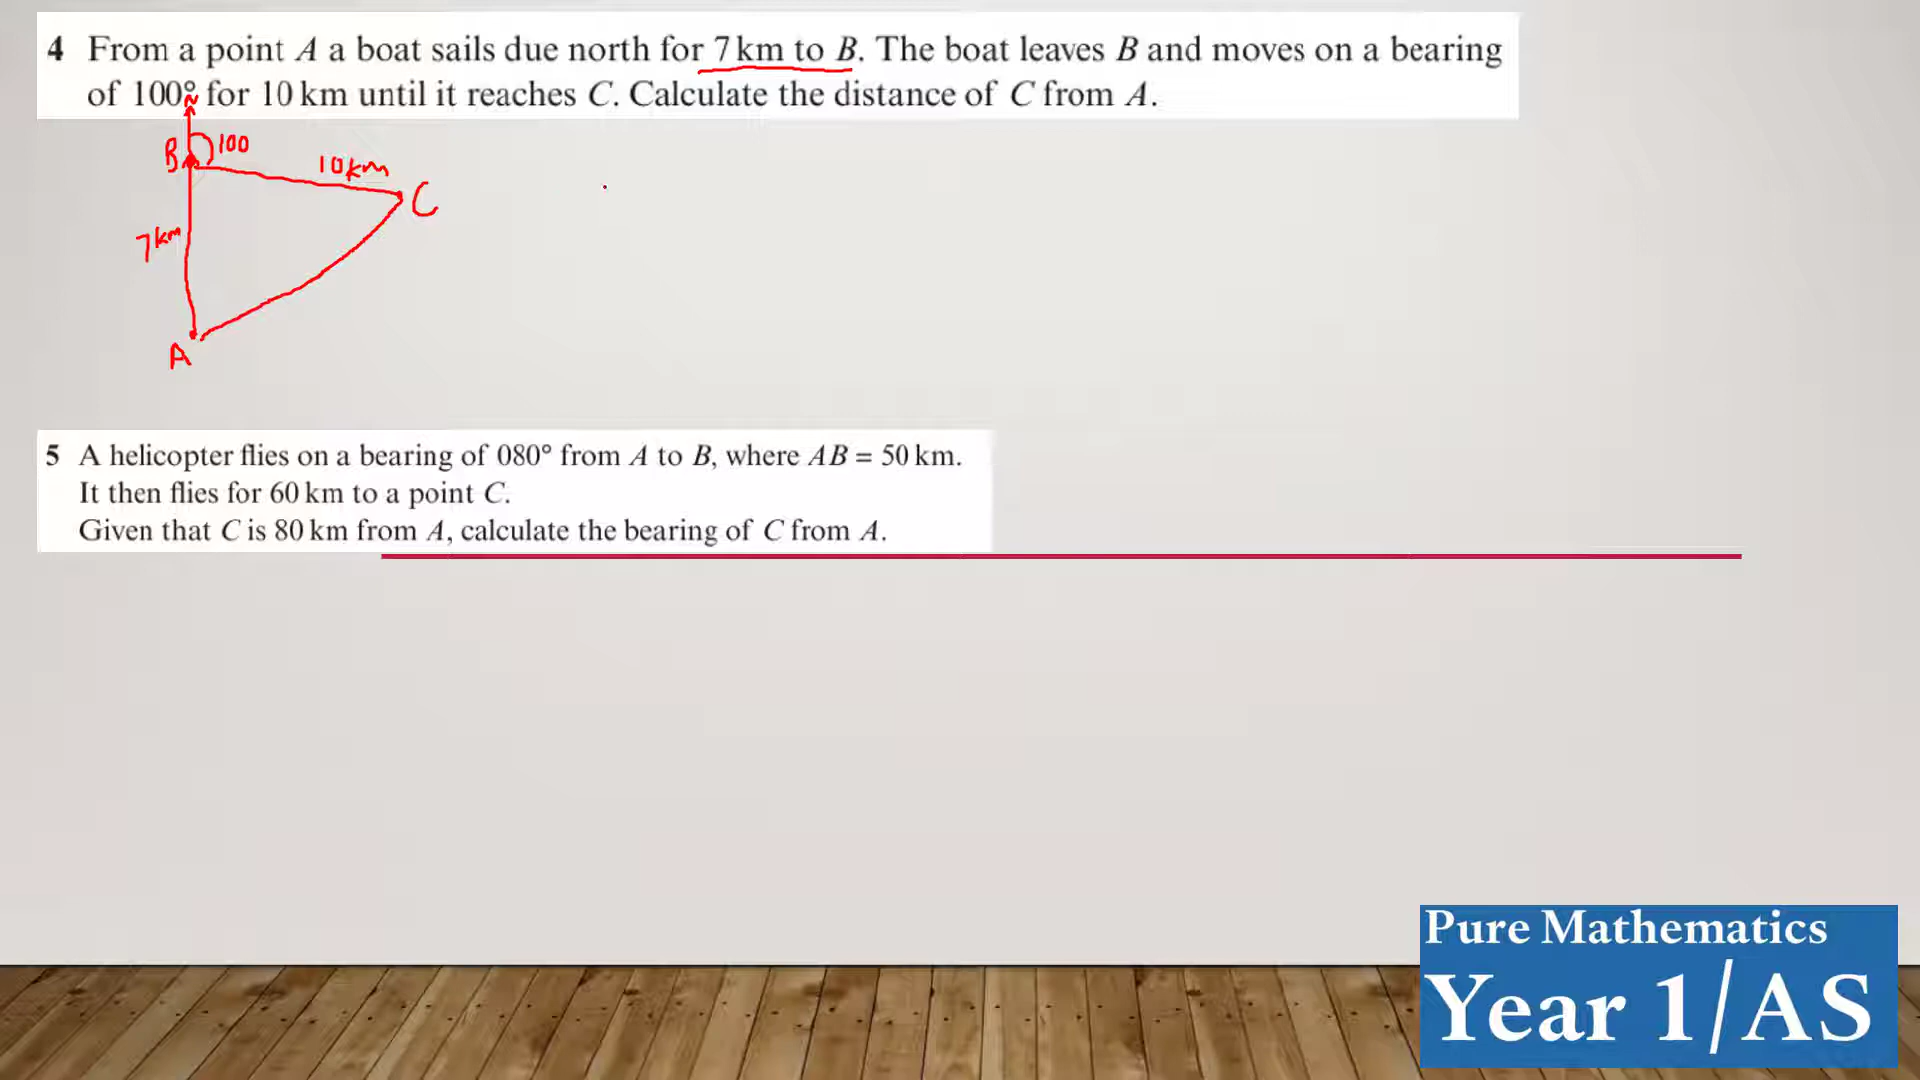 4 From a point A a boat sails due north for 7 km to B. The boat leaves B and moves on a bearing
of 100° for 10 km until it reaches C. Calculate the distance of C from A.
N
B
100
10km
C
7km
A
5 A helicopter flies on a bearing of 080° from A to B, where AB = 50 km.
It then flies for 60 km to a point C.
Given that C is 80 km from A, calculate the bearing of C from A.
Pure Mathematics
Year 1/AS